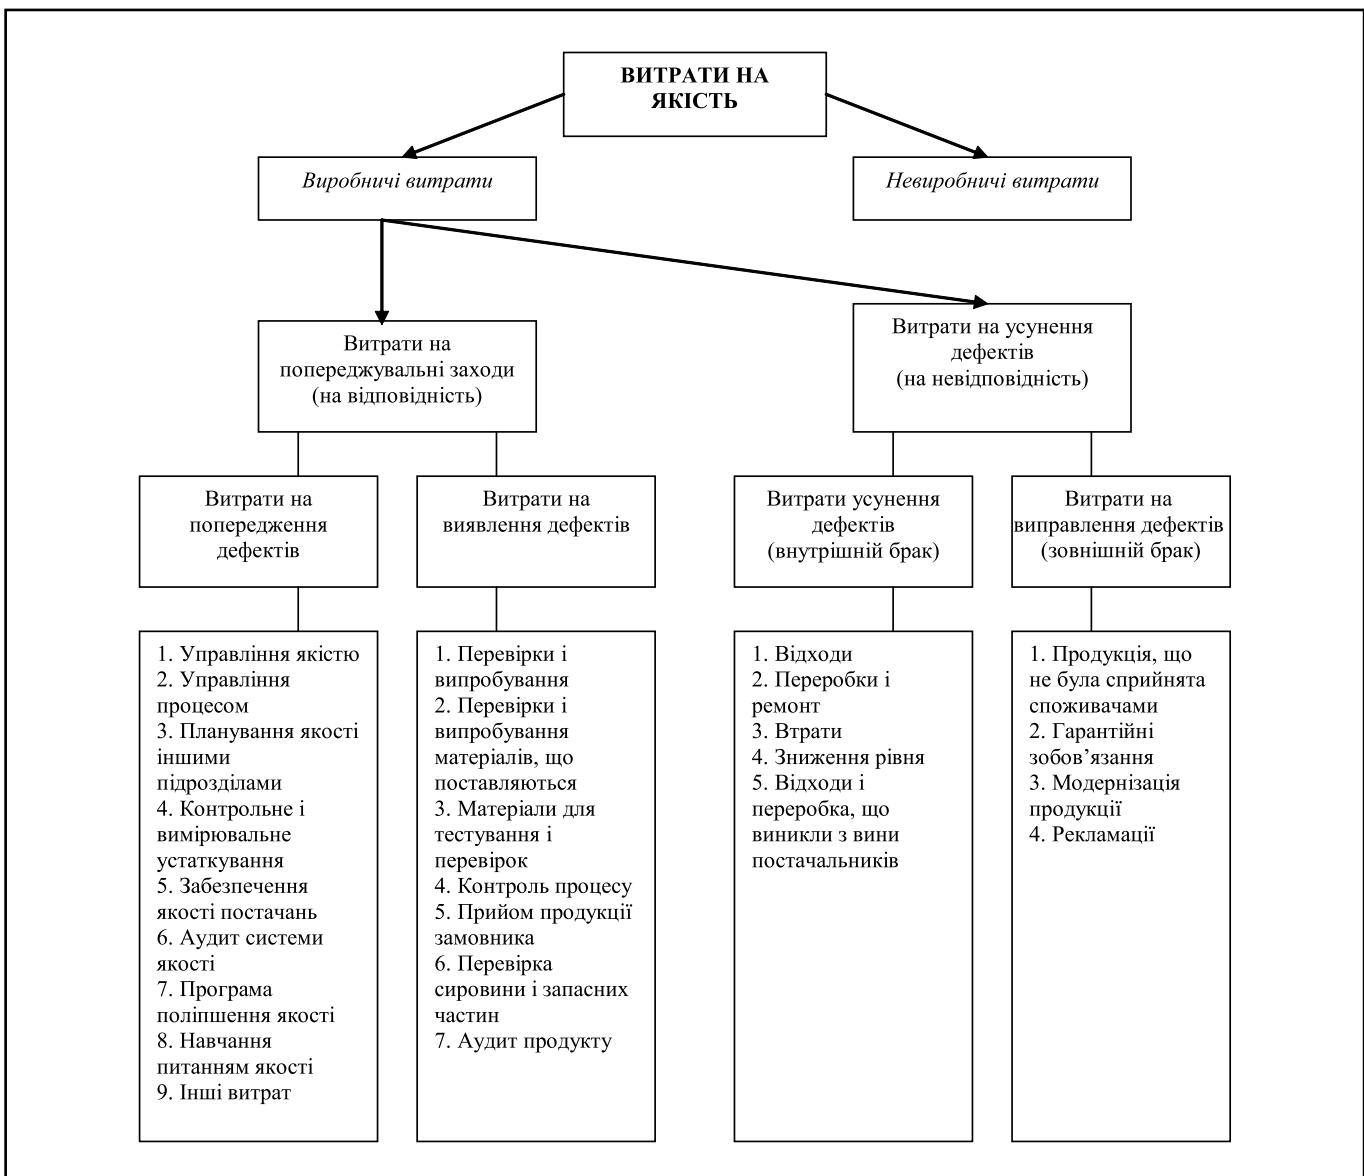 ВИТРАТИ НА
ЯКІСТЬ
Виробничі витрати
Невиробничі витрати
Витрати на
попереджувальні заходи
(на відповідність)
Витрати на усунення
дефектів
(на невідповідність)
Витрати на
попередження
дефектів
Витрати на
виявлення дефектів
Витрати усунення
дефектів
(внутрішній брак)
Витрати на
виправлення дефектів
(зовнішній брак)
1. Управління якістю
2. Управління
процесом
3. Планування якості
іншими
підрозділами
4. Контрольне і
вимірювальне
устаткування
5. Забезпечення
якості постачань
6. Аудит системи
якості
7. Програма
поліпшення якості
8. Навчання
питанням якості
9. Інші витрат
1. Перевірки і
випробування
2. Перевірки і
випробування
матеріалів, що
поставляються
3. Матеріали для
тестування і
перевірок
4. Контроль процесу
5. Прийом продукції
замовника
6. Перевірка
сировини і запасних
частин
7. Аудит продукту
1. Відходи
2. Переробки і
ремонт
3. Втрати
4. Зниження рівня
5. Відходи і
переробка, що
виникли з вини
постачальників
1. Продукція, що
не була сприйнята
споживачами
2. Гарантійні
зобов’язання
3. Модернізація
продукції
4. Рекламації